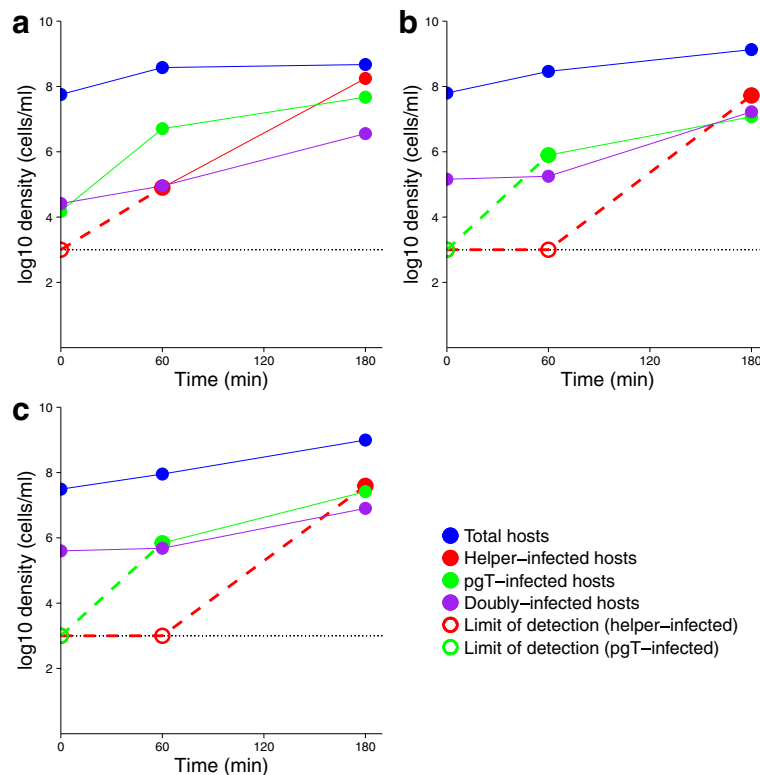 a
10
8
6
4
2
log10 density (cells/ml)
0 60 120 180
Time (min)
b
10
8
6
4
2
log10 density (cells/ml)
0 60 120 180
Time (min)
c
10
8
6
4
2
log10 density (cells/ml)
0 60 120 180
Time (min)
Total hosts
Helper−infected hosts
pgT−infected hosts
Doubly−infected hosts
Limit of detection (helper−infected)
Limit of detection (pgT−infected)